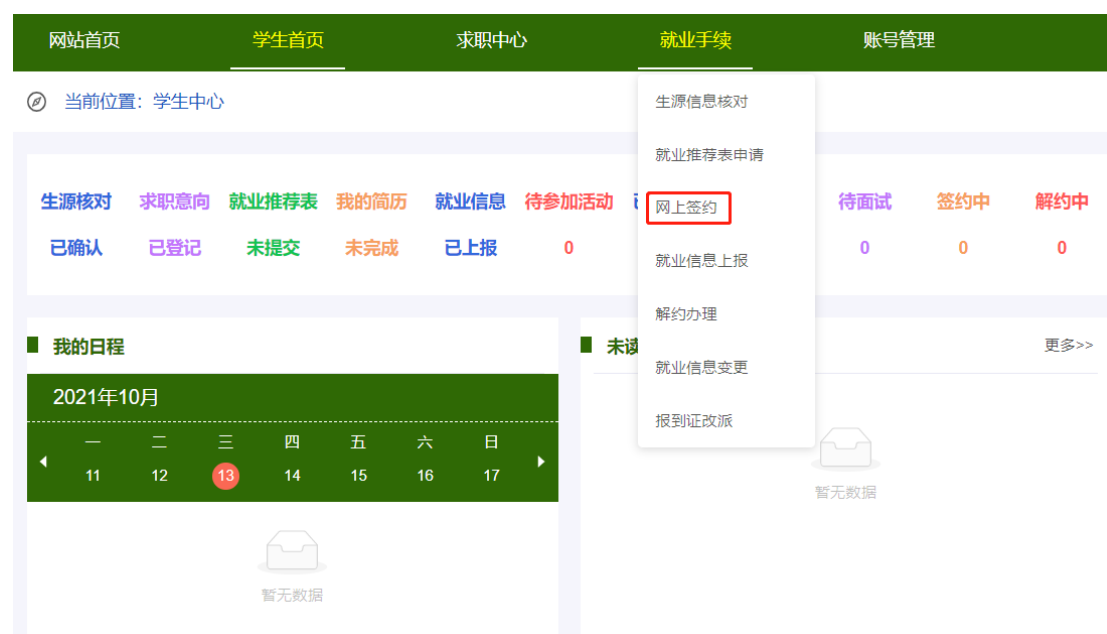 网站首页 学生首页 求职中心 就业手续 账号管理
当前位置：学生中心
生源信息核对
就业推荐表申请
网上签约
就业信息上报
解约办理
就业信息变更
报到证改派
生源核对 求职意向 就业推荐表 我的简历 就业信息 待参加活动 待面试 签约中 解约中
已确认 已登记 未提交 未完成 已上报 0 0 0 0
我的日程
2021年10月
一 二 三 四 五 六 日
11 12 13 14 15 16 17
暂无数据
未读
更多>>
暂无数据